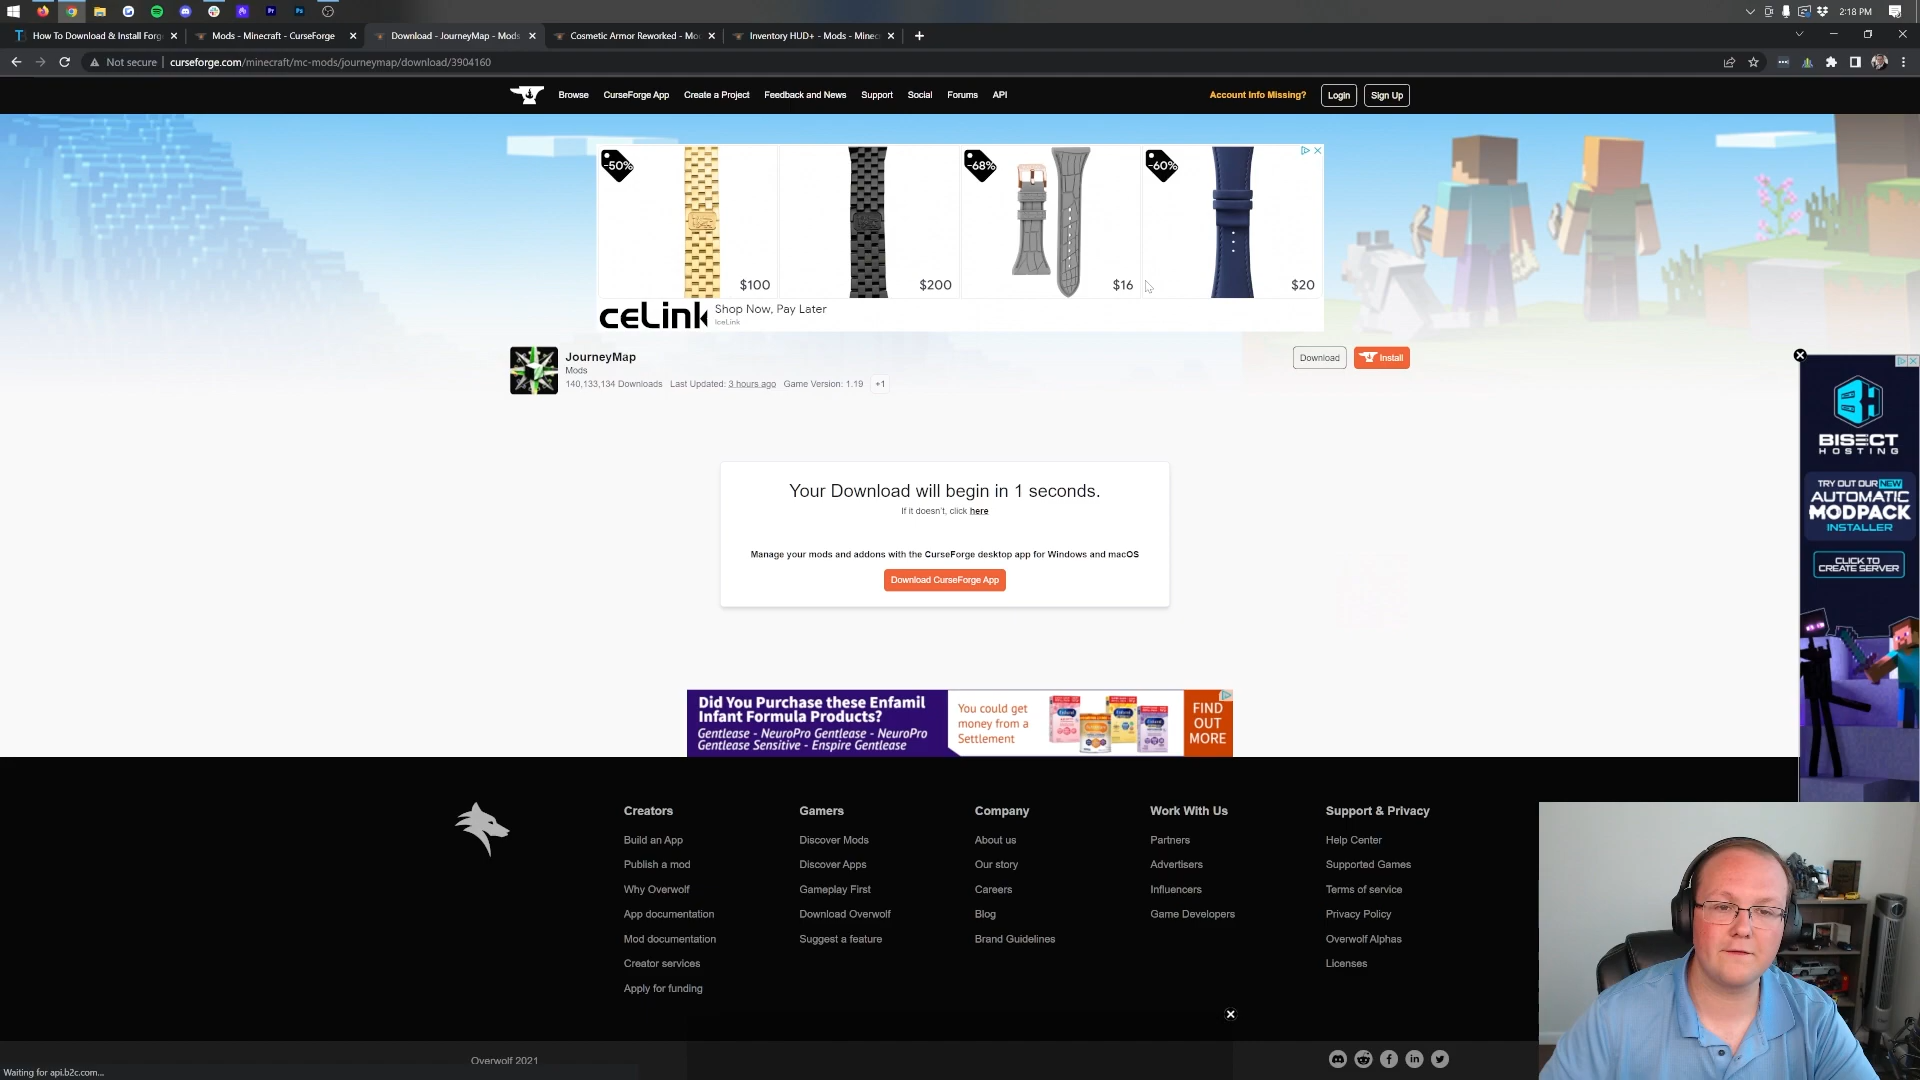 2:18 PM
How To Download & Install Forg
Mods - Minecraft - CurseForge
Download - JourneyMap - Mods
Cosmetic Armor Reworked - Mo
Inventory HUD+ - Mods - Minec
Not secure
curseforge.com/minecraft/mc-mods/journeymap/download/3904160
Browse
CurseForge App
Create a Project
Feedback and News
Support
Social
Forums
API
Account Info Missing?
Login
Sign Up
-50%
-68%
-60%
$100
$200
$16
$20
ceLink
Shop Now, Pay Later
IceLink
JourneyMap
Mods
140,133,134 Downloads Last Updated: 3 hours ago Game Version: 1.19 +1
Download
Install
Your Download will begin in 1 seconds.
If it doesn't, click here
Manage your mods and addons with the CurseForge desktop app for Windows and macOS
Download CurseForge App
BISECT
HOSTING
TRY OUT OUR NEW
AUTOMATIC
MODPACK
INSTALLER
CLICK TO
CREATE SERVER
Did You Purchase these Enfamil
Infant Formula Products?
Gentlease - NeuroPro Gentlease - NeuroPro
Gentlease Sensitive - Enspire Gentlease
You could get
money from a
Settlement
FIND
OUT
MORE
Creators
Build an App
Publish a mod
Why Overwolf
App documentation
Mod documentation
Creator services
Apply for funding
Gamers
Discover Mods
Discover Apps
Gameplay First
Download Overwolf
Suggest a feature
Company
About us
Our story
Careers
Blog
Brand Guidelines
Work With Us
Partners
Advertisers
Influencers
Game Developers
Support & Privacy
Help Center
Supported Games
Terms of service
Privacy Policy
Overwolf Alphas
Licenses
Overwolf 2021
Waiting for api.b2c.com...